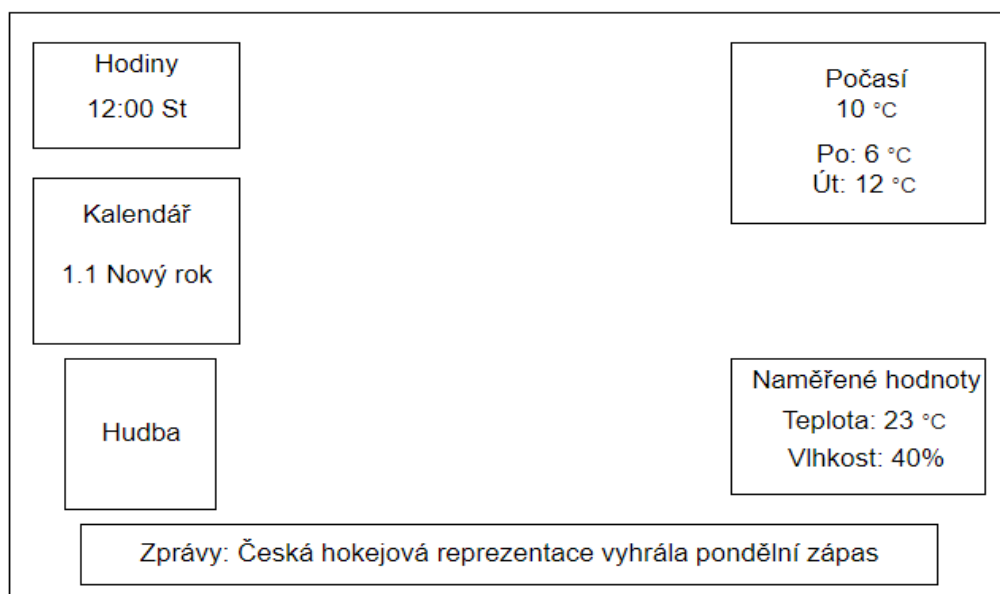 Hodiny
12:00 St
Kalendář
1.1 Nový rok
Hudba
Počasí
10 °C
Po: 6 °C
Út: 12 °C
Naměřené hodnoty
Teplota: 23 °C
Vlhkost: 40%
Zprávy: Česká hokejová reprezentace vyhrála pondělní zápas